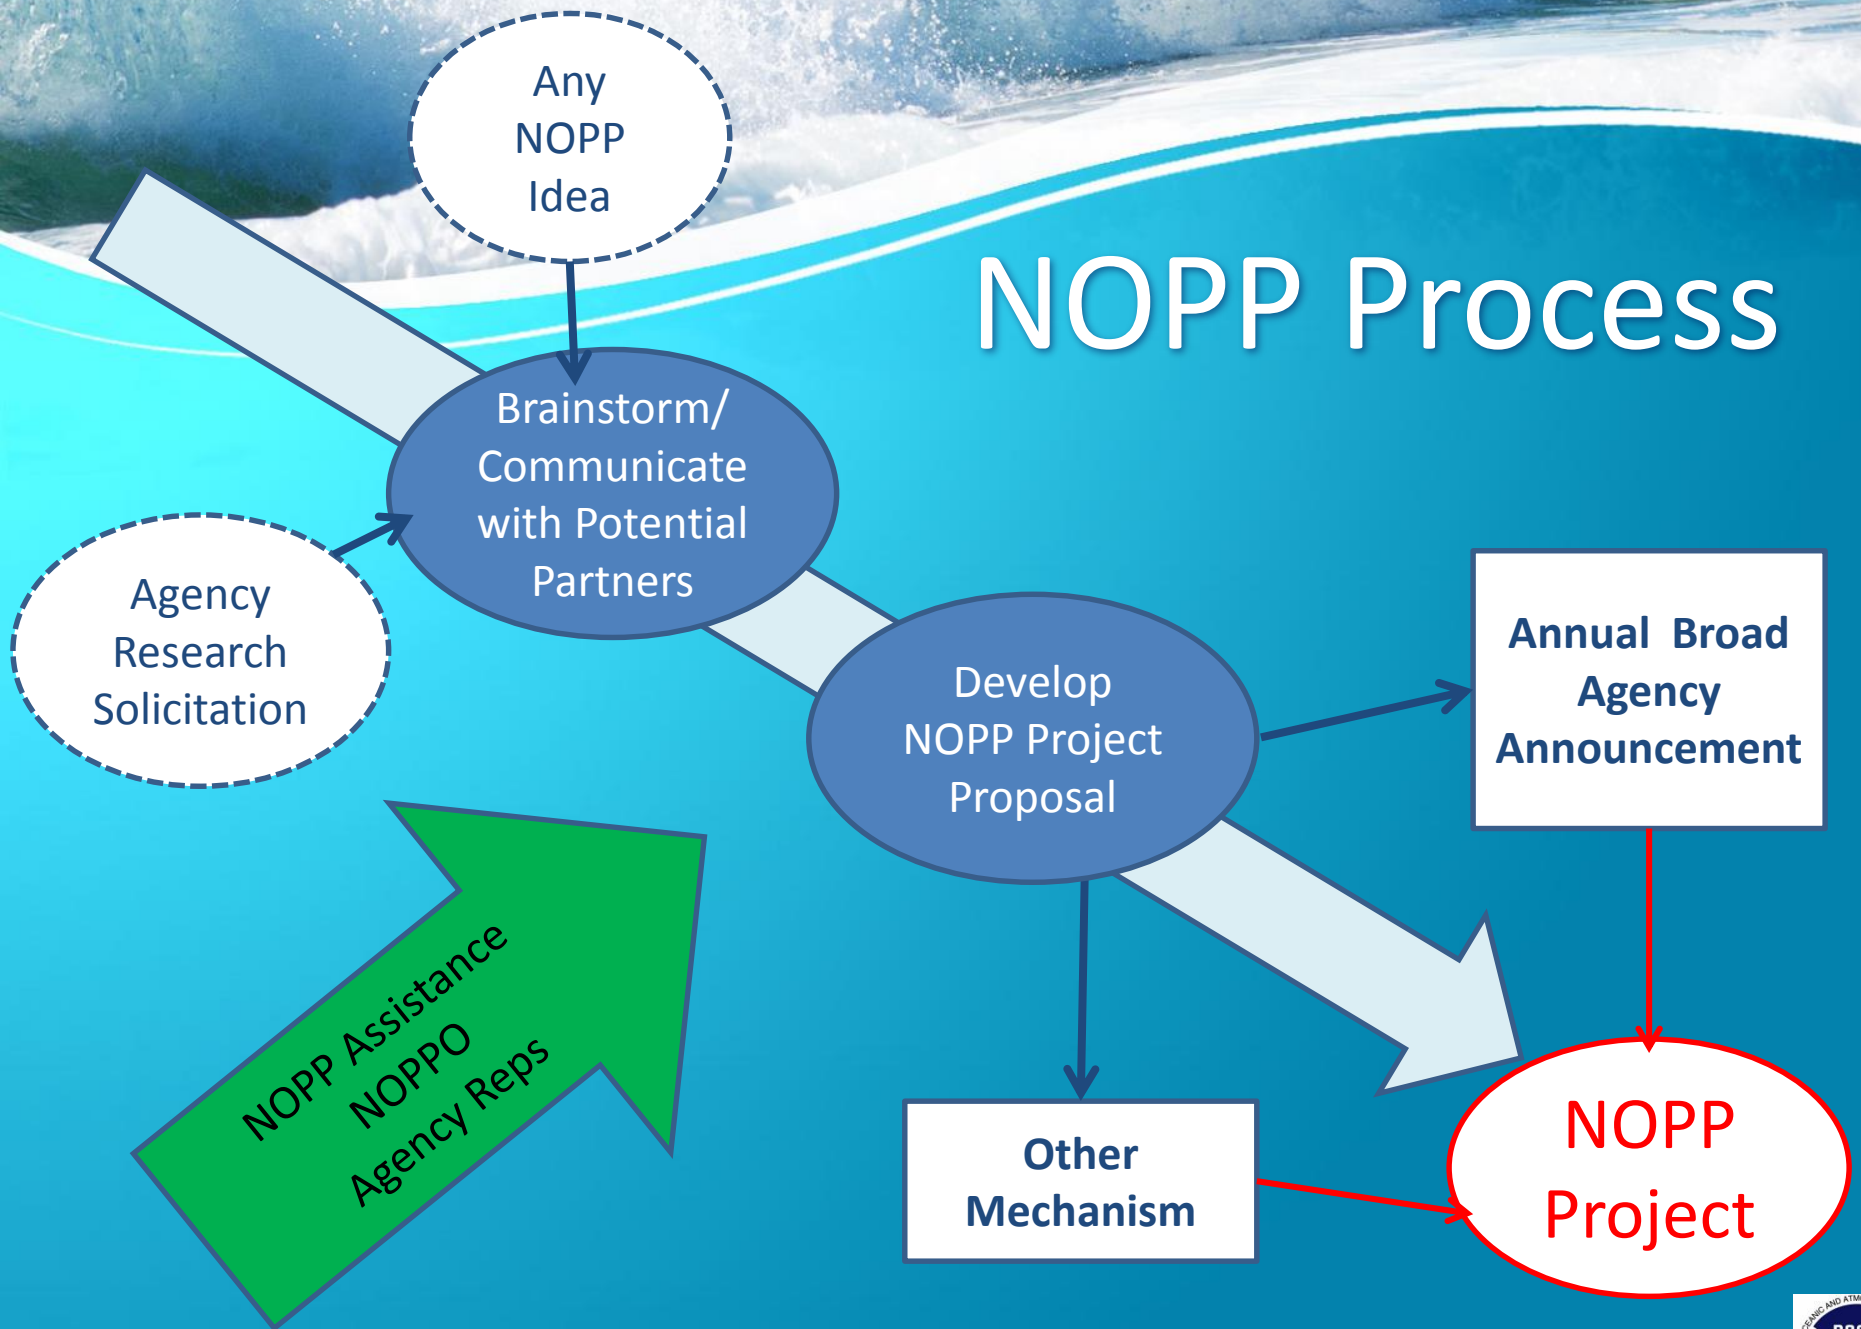 Any
NOPP
Idea
NOPP Process
Brainstorm/
Communicate
with Potential
Partners
Agency
Research
Solicitation
Develop
NOPP Project
Proposal
Annual Broad
Agency
Announcement
NOPP Assistance
NOPPO
Agency Reps
Other
Mechanism
NOPP
Project